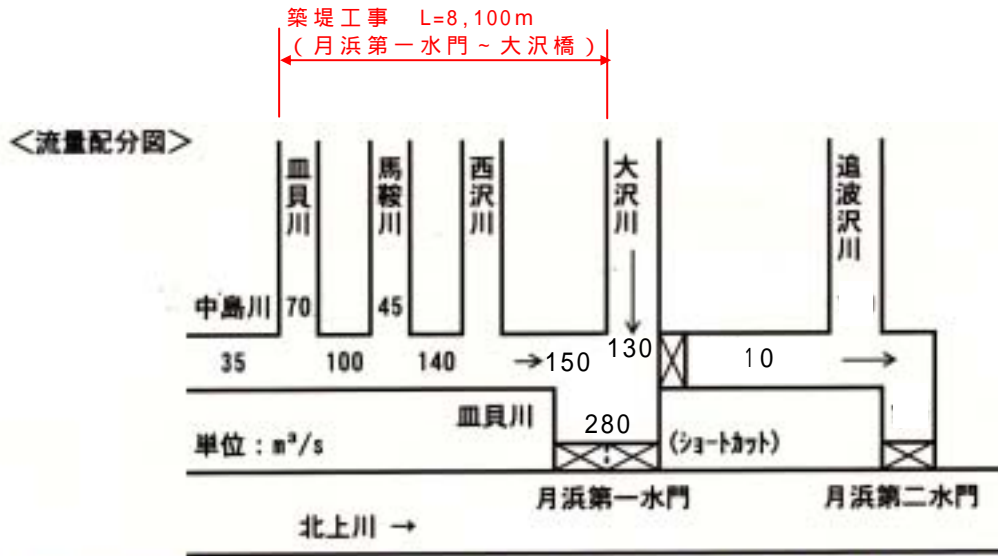 築堤工事 L=8,100m
(月浜第一水門~大沢橋)
<流量配分図>
皿貝川
馬鞍川
西沢川
大沢川
追波沢川
中島川 70 45
35 100 140 →150 130 10
皿貝川 280 (ショートカット)
単位:m³/s
月浜第一水門 月浜第二水門
北上川 →